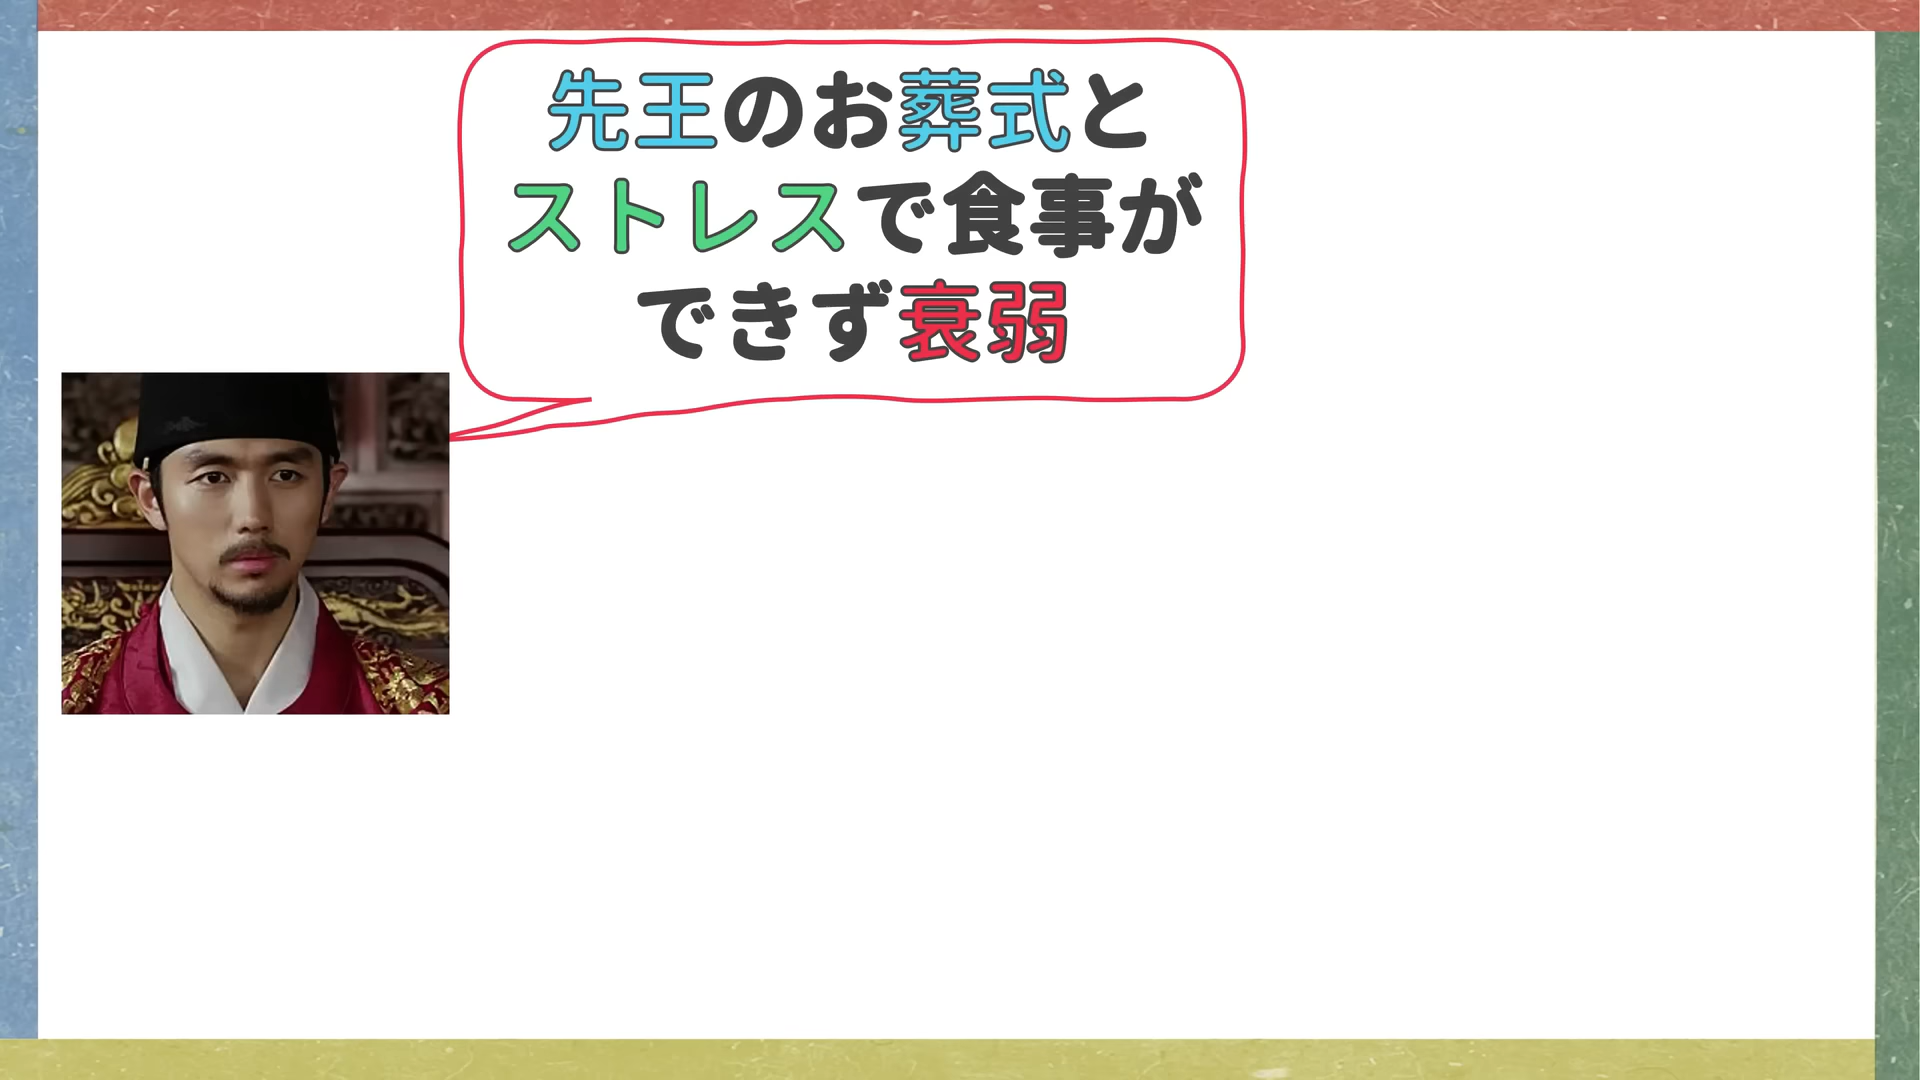 先王のお葬式と
ストレスで食事が
できず衰弱